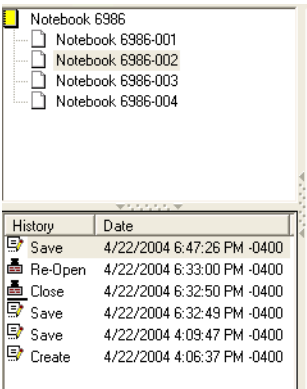 Notebook 6986
Notebook 6986-001
Notebook 6986-002
Notebook 6986-003
Notebook 6986-004
History Date
Save 4/22/2004 6:47:26 PM -0400
Re-Open 4/22/2004 6:33:00 PM -0400
Close 4/22/2004 6:32:50 PM -0400
Save 4/22/2004 6:32:49 PM -0400
Save 4/22/2004 4:09:47 PM -0400
Create 4/22/2004 4:06:37 PM -0400